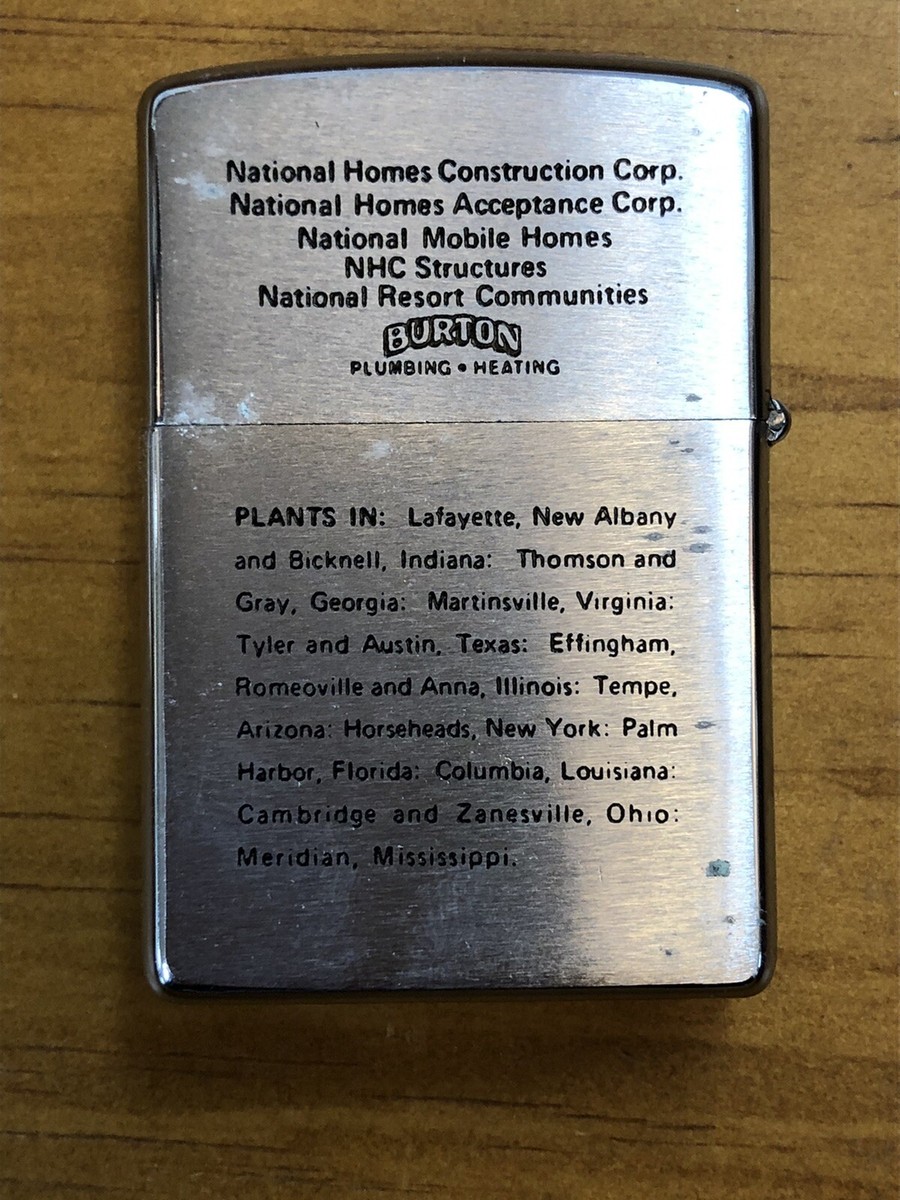 National Homes Construction Corp.
National Homes Acceptance Corp.
National Mobile Homes
NHC Structures
National Resort Communities
BURTON
PLUMBING • HEATING
PLANTS IN: Lafayette, New Albany
and Bicknell, Indiana: Thomson and
Gray, Georgia: Martinsville, Virginia:
Tyler and Austin, Texas: Effingham,
Romeoville and Anna, Illinois: Tempe,
Arizona: Horseheads, New York: Palm
Harbor, Florida: Columbia, Louisiana:
Cambridge and Zanesville, Ohio:
Meridian, Mississippi.